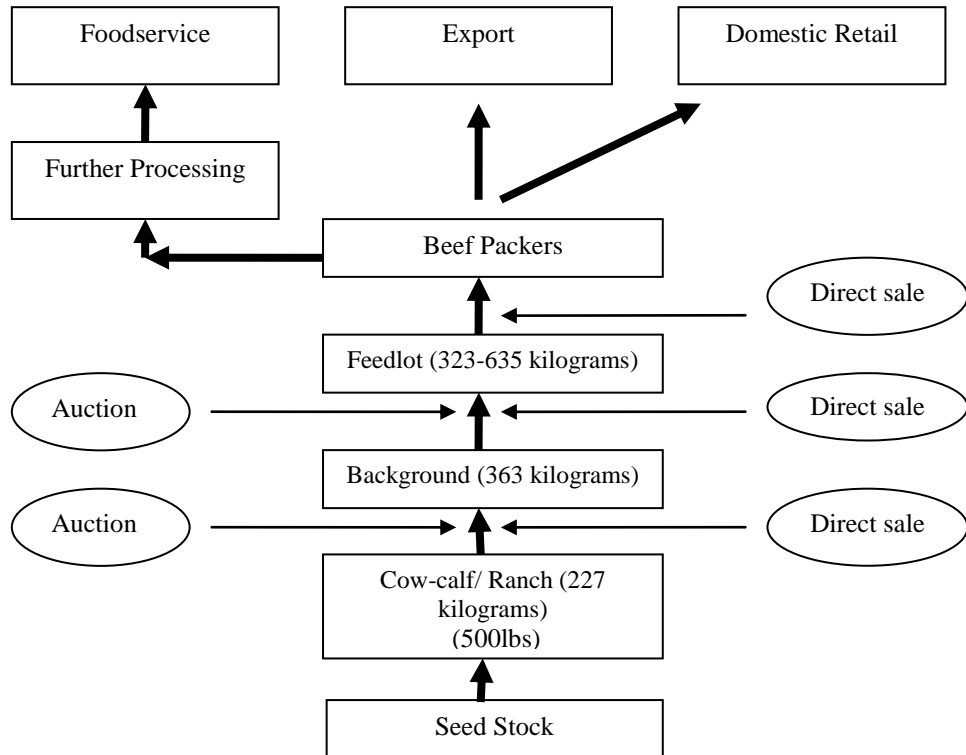 Foodservice
Export
Domestic Retail
Further Processing
Beef Packers
Direct sale
Feedlot (323-635 kilograms)
Auction
Direct sale
Background (363 kilograms)
Auction
Direct sale
Cow-calf/ Ranch (227
kilograms)
(500lbs)
Seed Stock